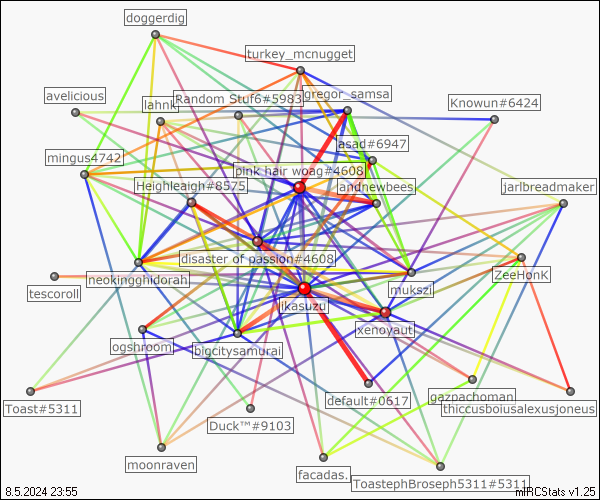 doggerdig
turkey_mcnugget
avelicious
lahnk
Random Stuf6#5983
gregor_samsa
Knowun#6424
asad#6947
mingus4742
pink hair woag#4608
Heighleaigh#8575
landnewbees
jarlbreadmaker
disaster of passion#4608
neokingghidorah
tescoroll
mukszi
ZeeHonk
ikasuzu
xenoyaut
ogshroom
bigcitysamurai
Toast#5311
default#0617
gazpachoman
thiccusboiusalexusjoneus
Duck™#9103
moonraven
facadas.
ToastephBroseph5311#5311
8.5.2024 23:55
mIRCStats v1.25